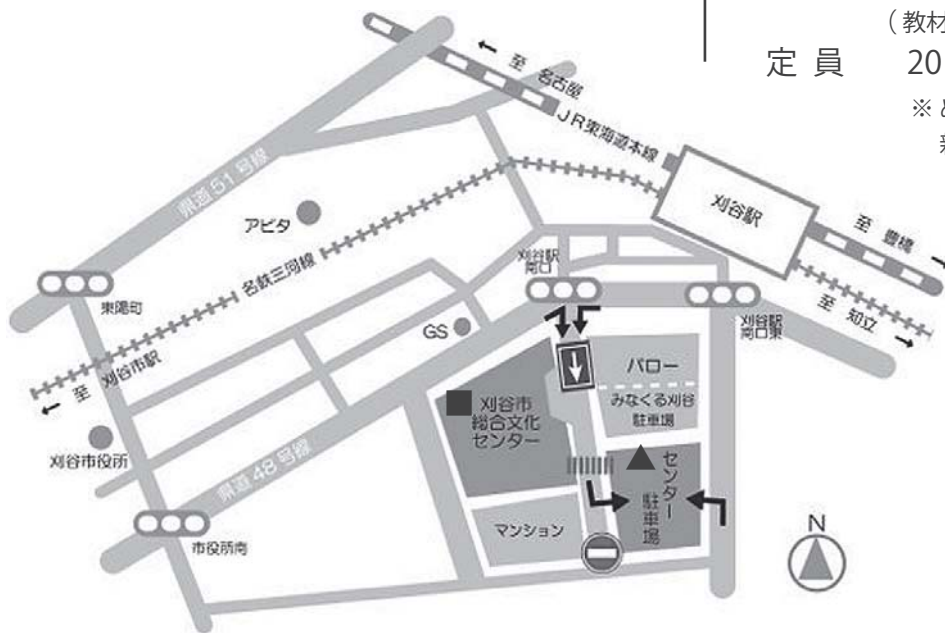 （教材
定 員　20
※
至 名古屋
JR東海道本線
県道51号線
刈谷駅
アピタ
至 豊橋
名鉄三河線
刈谷駅
南口
東陽町
GS
刈谷駅
南口東
至 知立
至 刈谷市駅
バロー
みなくる刈谷
駐車場
刈谷市
総合文化
センター
刈谷市役所
県道48号線
センター
駐車場
マンション
市役所南
N